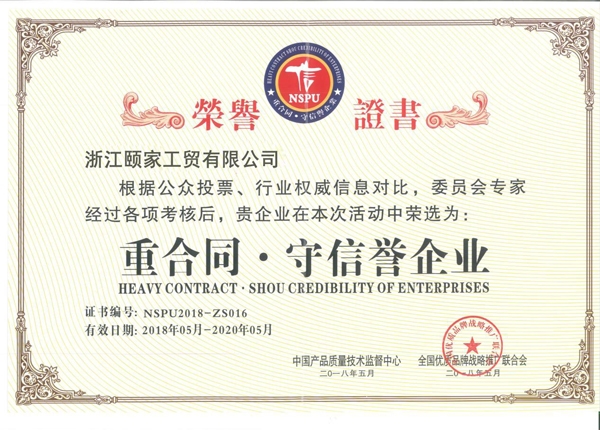 HEAVY CONTRACT SHOU CREDIBILITY OF ENTERPRISES
NSPU
重合同·守信誉企业
榮譽 證書
浙江颐家工贸有限公司
根据公众投票、行业权威信息对比,委员会专家
经过各项考核后,贵企业在本次活动中荣选为:
重合同·守信誉企业
HEAVY CONTRACT·SHOU CREDIBILITY OF ENTERPRISES
证书编号: NSPU2018-ZS016
有效日期: 2018年05月-2020年05月
中国产品质量技术监督中心 全国优质品牌战略推广联合会
二〇一八年五月 二〇一八年五月